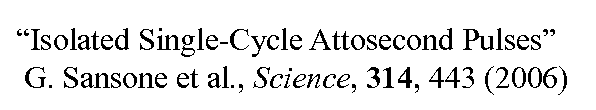 “Isolated Single-Cycle Attosecond Pulses”
G. Sansone et al., Science, 314, 443 (2006)